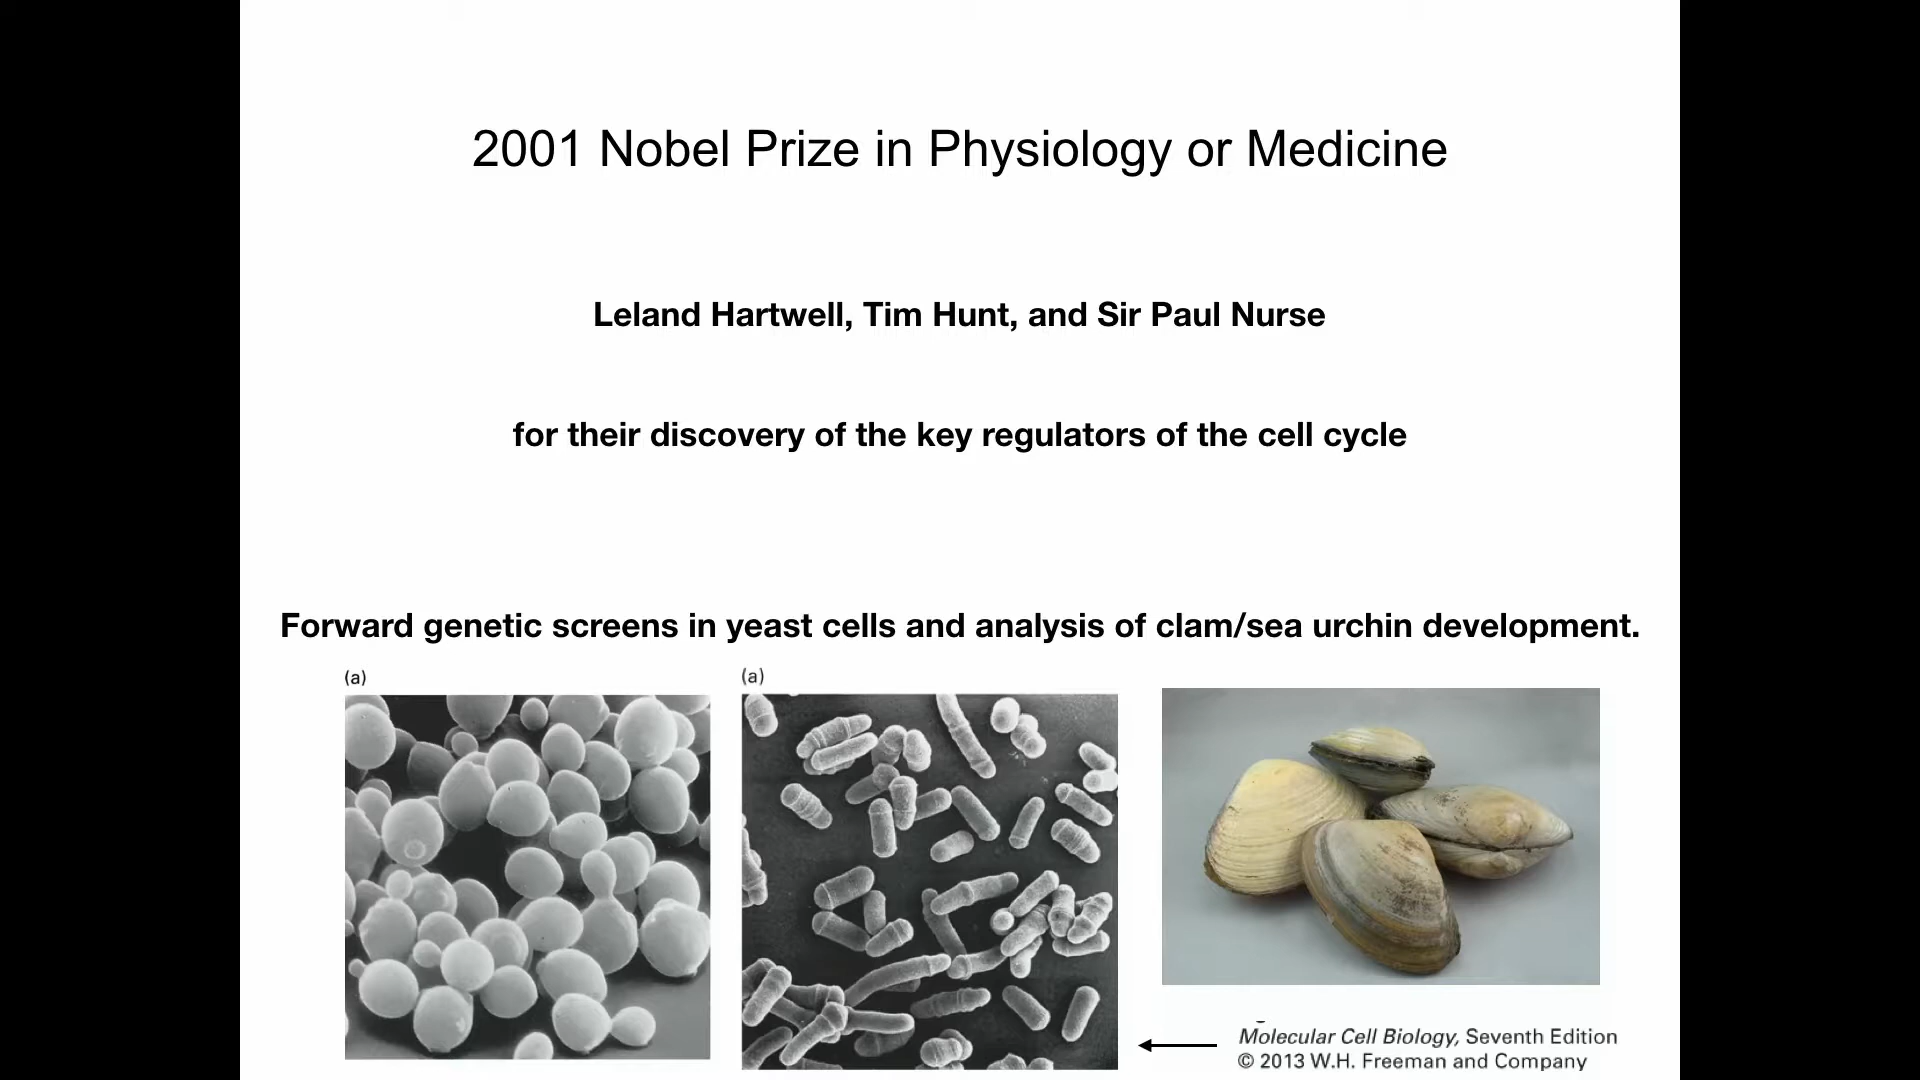 2001 Nobel Prize in Physiology or Medicine
Leland Hartwell, Tim Hunt, and Sir Paul Nurse
for their discovery of the key regulators of the cell cycle
Forward genetic screens in yeast cells and analysis of clam/sea urchin development.
(a)
(a)
Molecular Cell Biology, Seventh Edition
© 2013 W.H. Freeman and Company